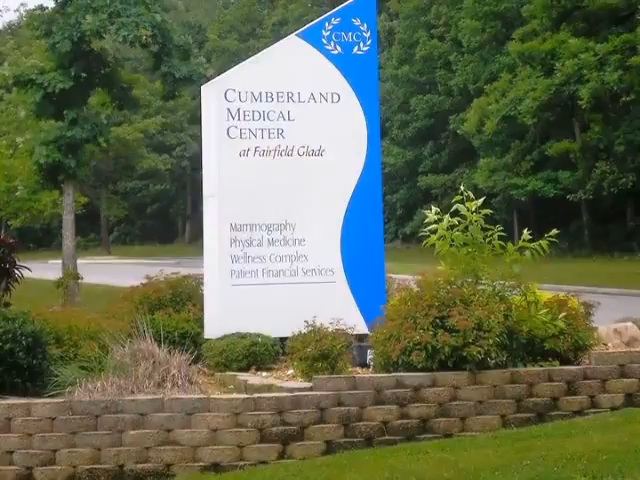 CMC
CUMBERLAND
MEDICAL
CENTER
at Fairfield Glade
Mammography
Physical Medicine
Wellness Complex
Patient Financial Services